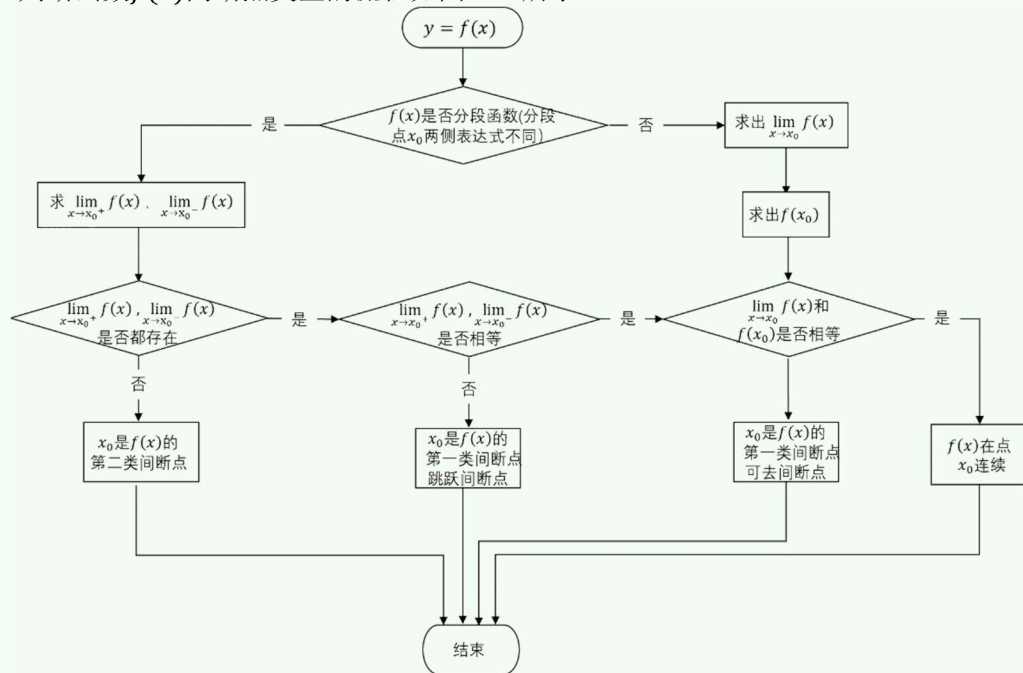 y = f(x)
f(x)是否分段函数(分段
点x₀两侧表达式不同)
是
否
求出 lim f(x)
x→x₀
求 lim f(x) , lim f(x)
x→x₀⁺ x→x₀⁻
求出f(x₀)
lim f(x) , lim f(x)
x→x₀⁺ x→x₀⁻
是否都存在
是
lim f(x) , lim f(x)
x→x₀⁺ x→x₀⁻
是否相等
是
lim f(x)和
x→x₀
f(x₀)是否相等
是
否
否
x₀是f(x)的
第二类间断点
x₀是f(x)的
第一类间断点
跳跃间断点
x₀是f(x)的
第一类间断点
可去间断点
f(x)在点
x₀连续
结束